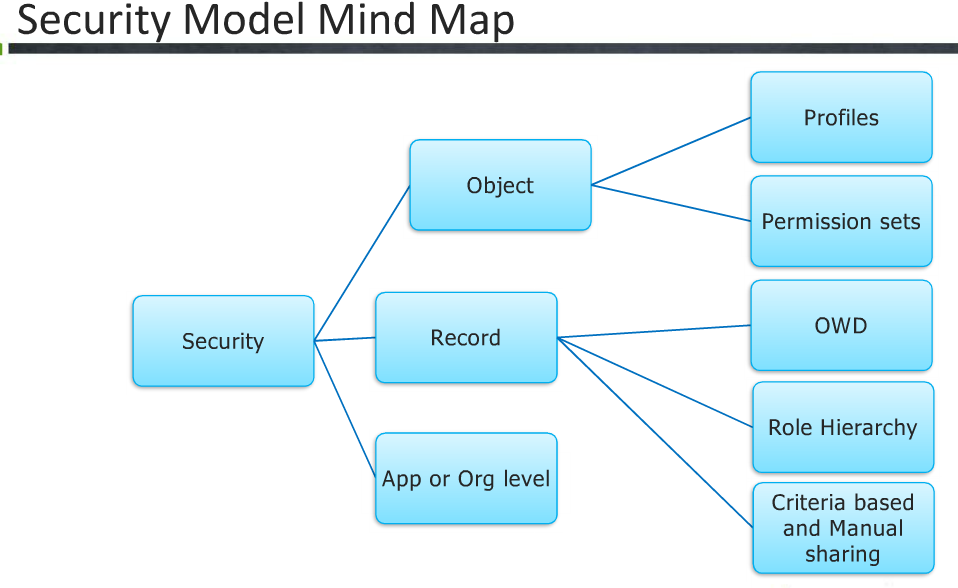 Security Model Mind Map
Profiles
Object
Permission sets
Security
Record
OWD
Role Hierarchy
App or Org level
Criteria based
and Manual
sharing